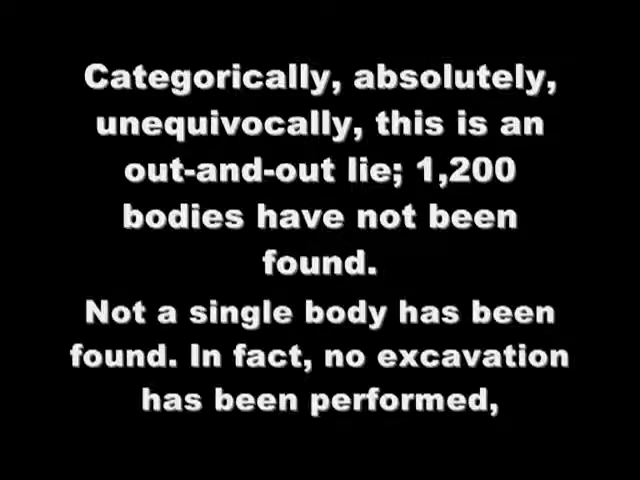 Categorically, absolutely,
unequivocally, this is an
out-and-out lie; 1,200
bodies have not been
found.
Not a single body has been
found. In fact, no excavation
has been performed,